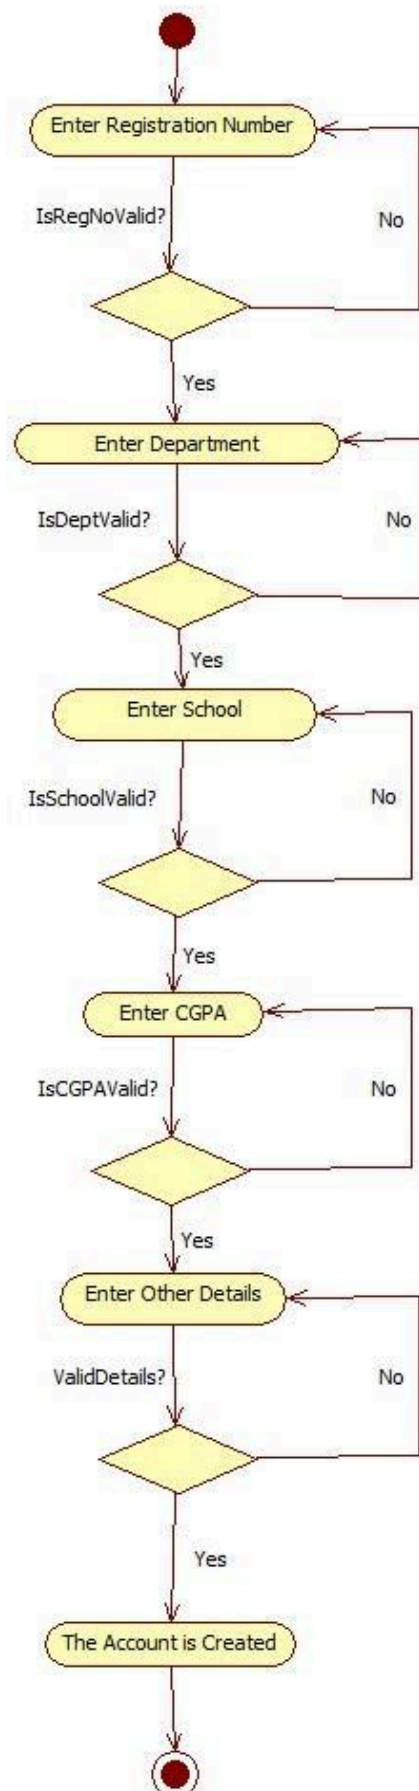 Enter Registration Number
IsRegNoValid?
No
Yes
Enter Department
IsDeptValid?
No
Yes
Enter School
IsSchoolValid?
No
Yes
Enter CGPA
IsCGPAValid?
No
Yes
Enter Other Details
ValidDetails?
No
Yes
The Account is Created